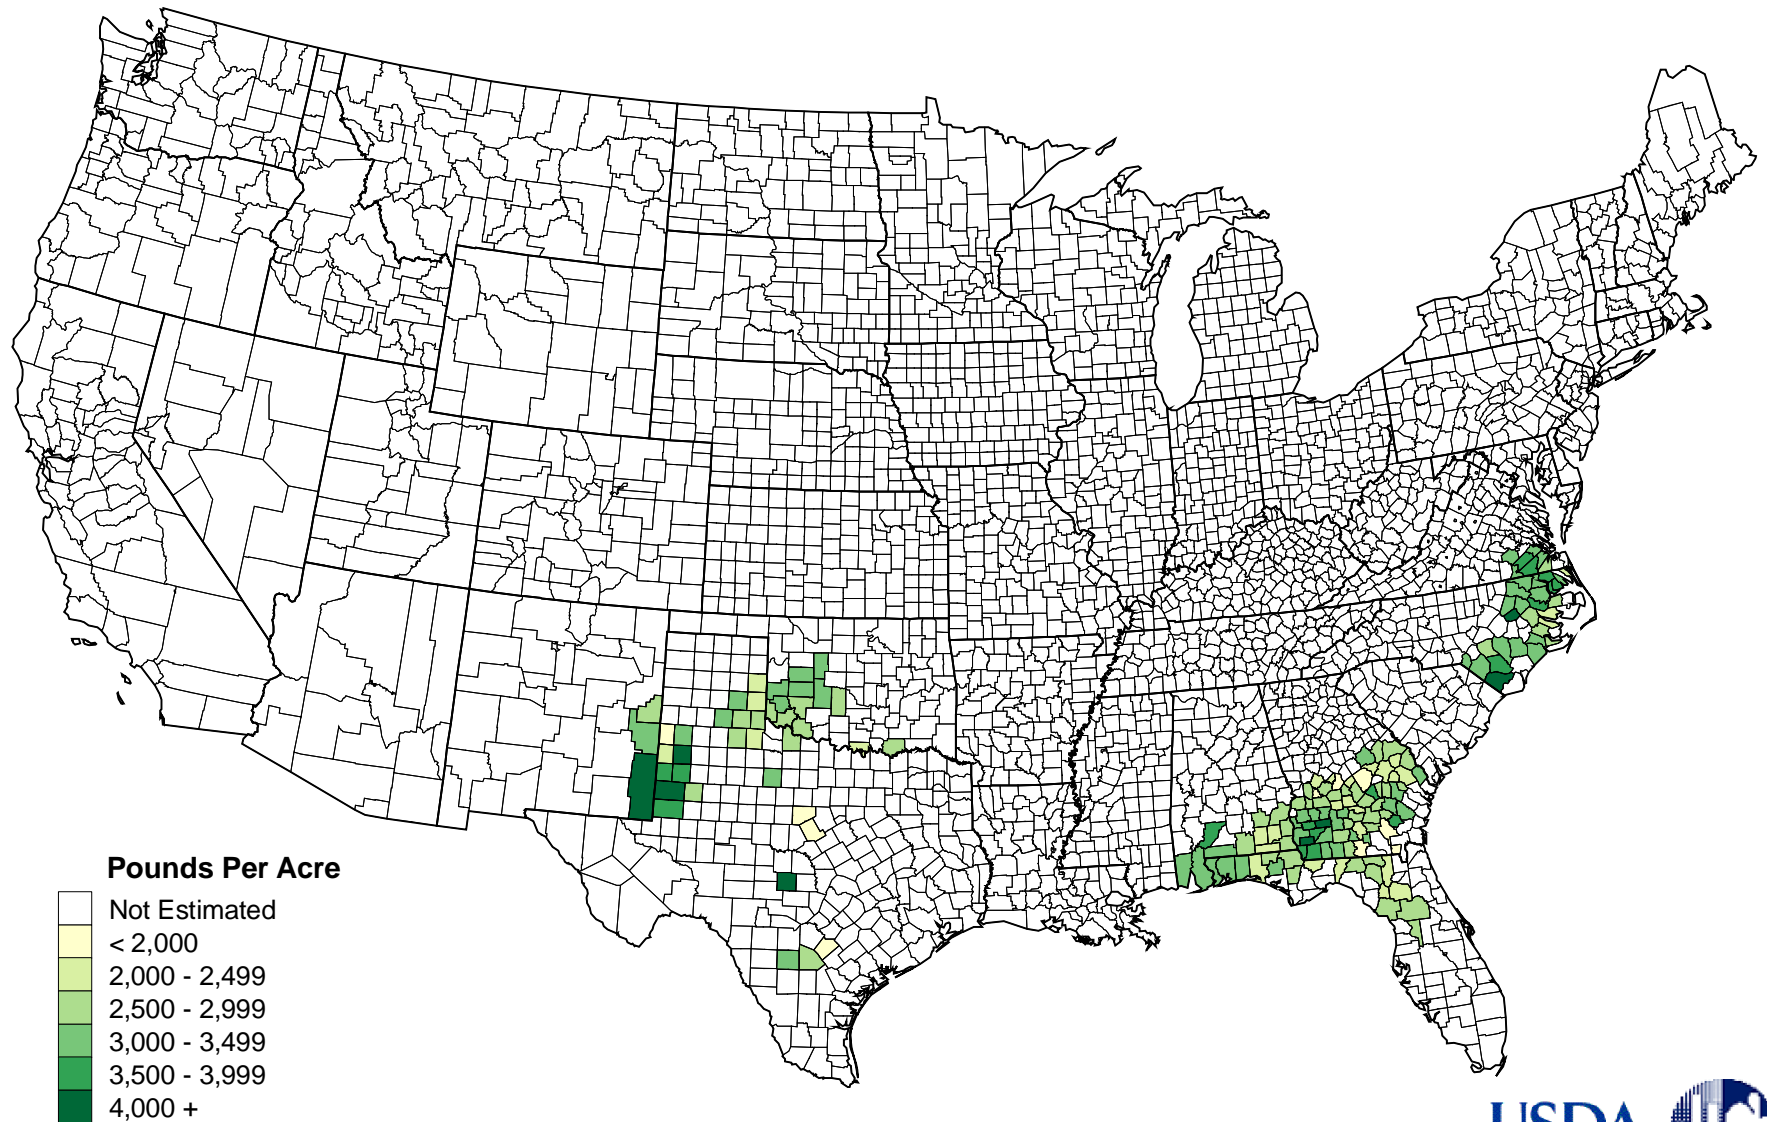 Pounds Per Acre
Not Estimated
< 2,000
2,000 - 2,499
2,500 - 2,999
3,000 - 3,499
3,500 - 3,999
4,000 +
USDA